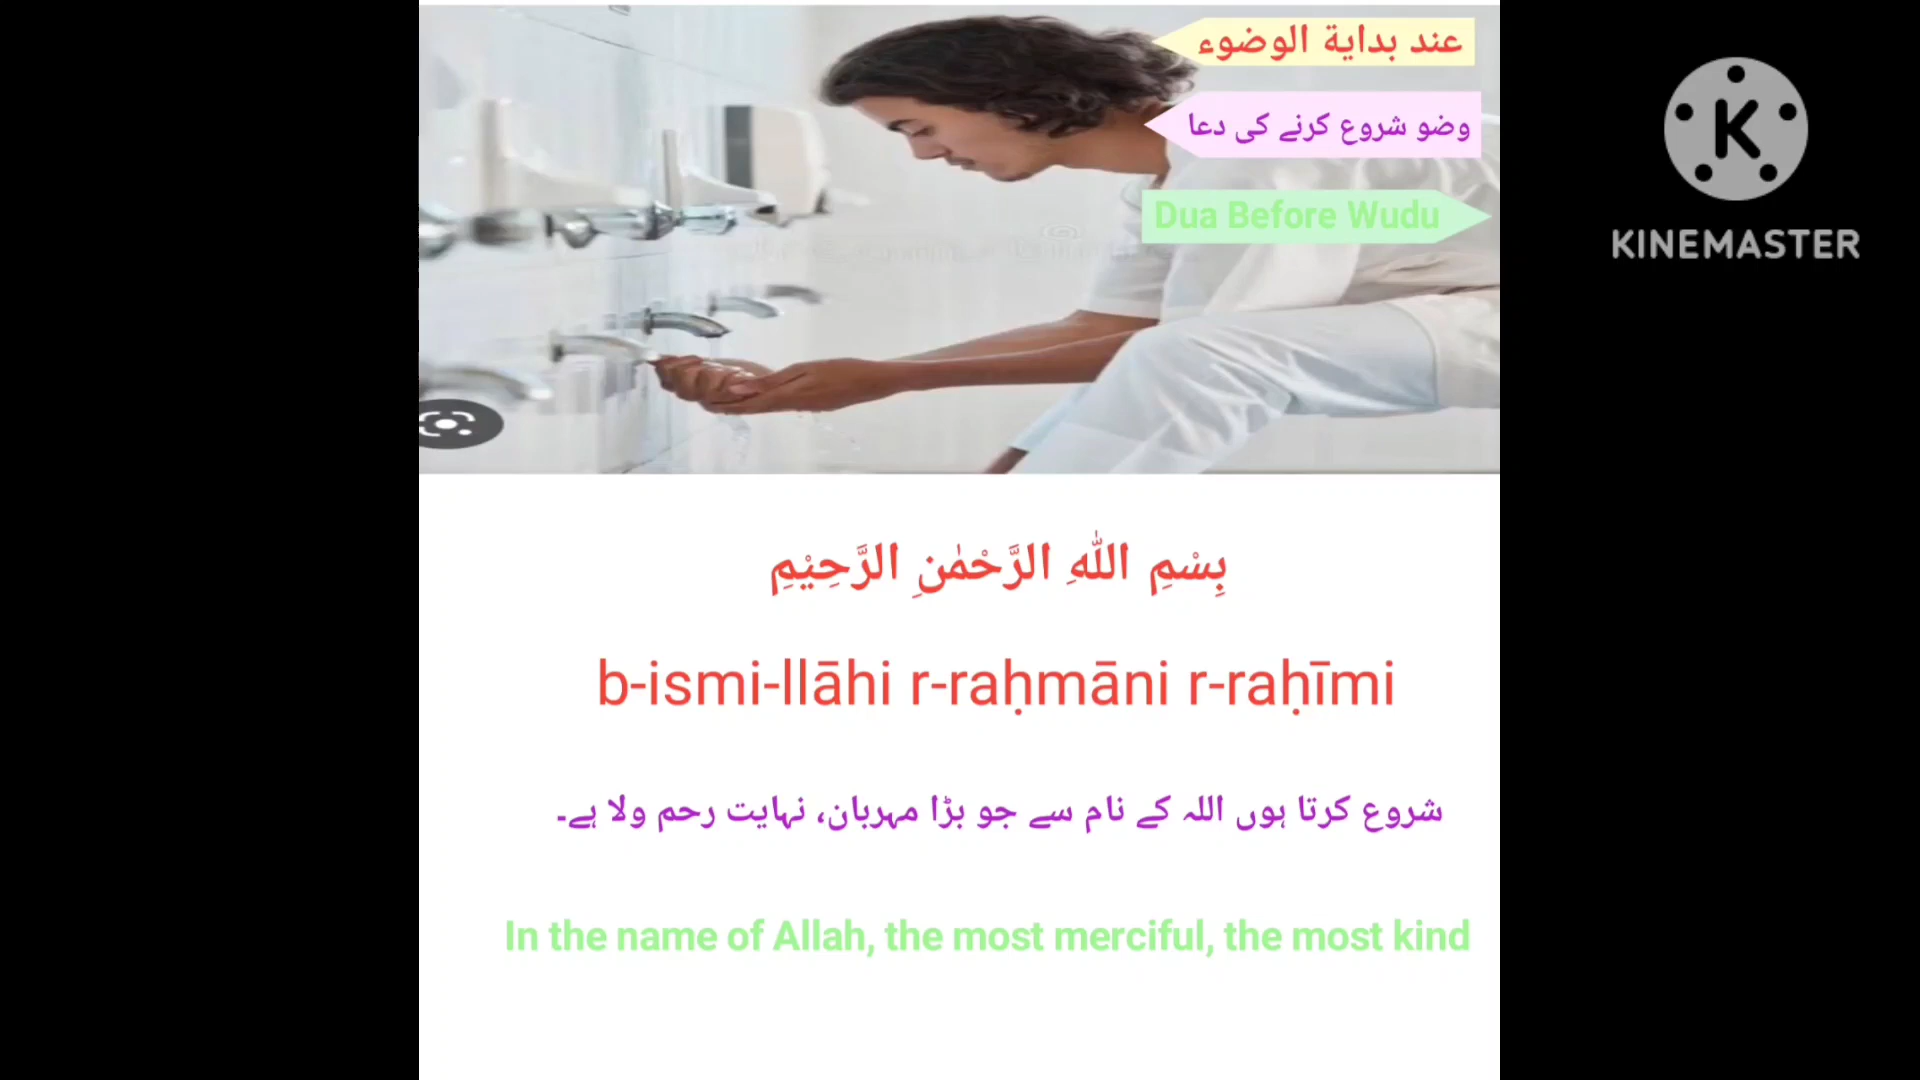 عند بداية الوضوء
وضو شروع کرنے کی دعا
Dua Before Wudu
KINEMASTER
بِسْمِ اللّٰهِ الرَّحْمٰنِ الرَّحِيْمِ
b-ismi-llāhi r-raḥmāni r-raḥīmi
شروع کرتا ہوں اللہ کے نام سے جو بڑا مہربان، نہایت رحم ولا ہے۔
In the name of Allah, the most merciful, the most kind